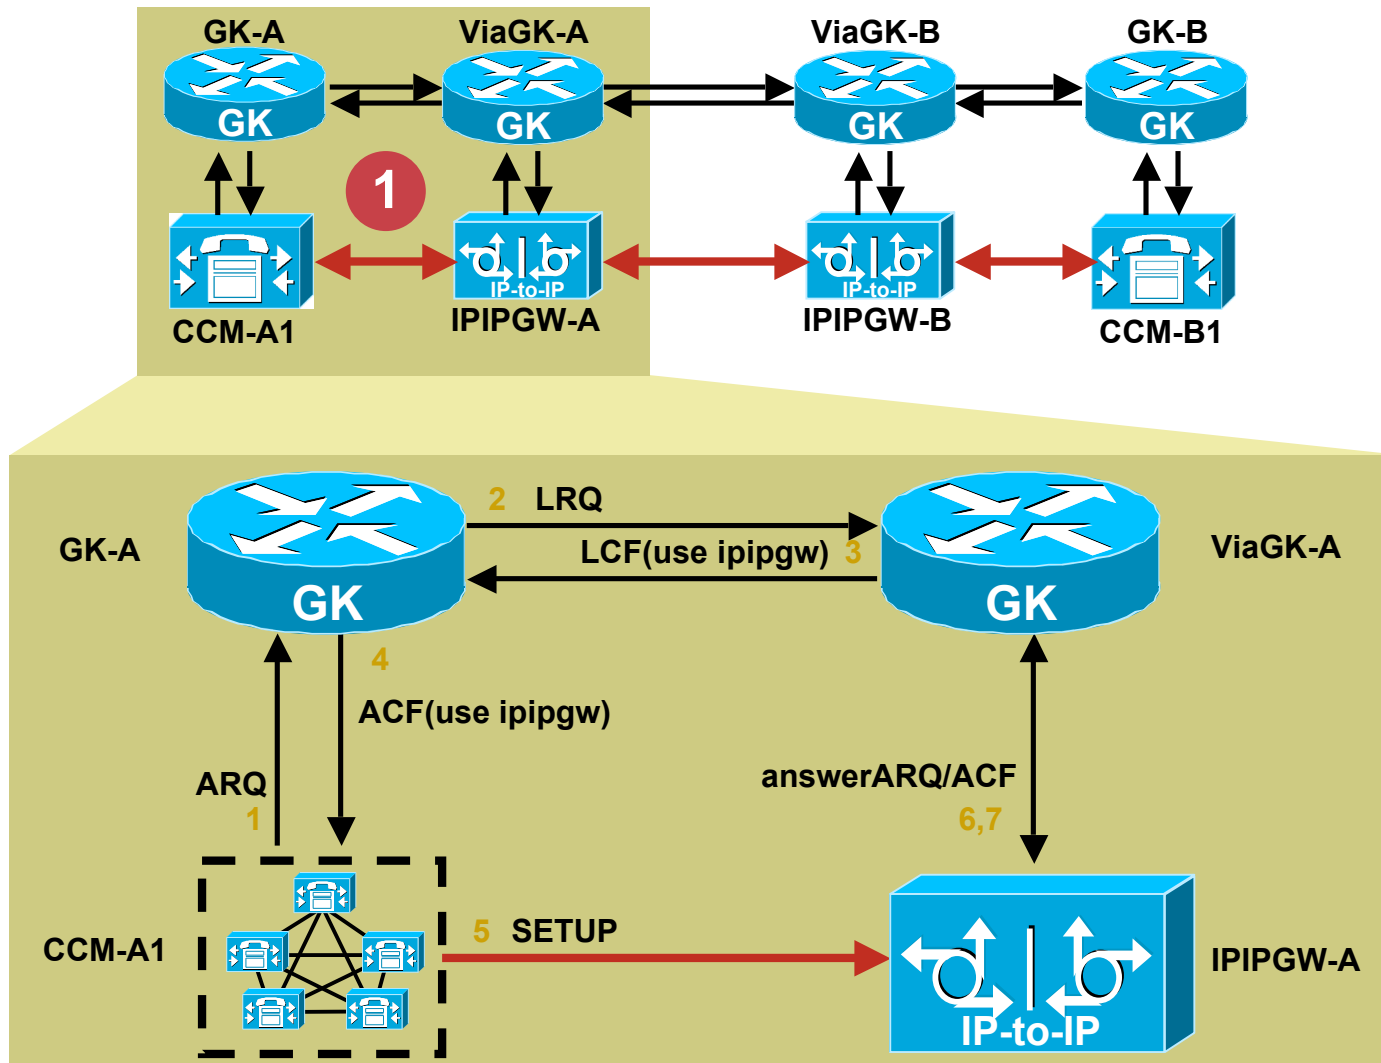 GK-A
ViaGK-A
ViaGK-B
GK-B
GK
GK
GK
GK
1
IP-to-IP
IP-to-IP
CCM-A1
IPIPGW-A
IPIPGW-B
CCM-B1
2 LRQ
GK-A
LCF(use ipipgw) 3
ViaGK-A
GK
GK
4
ACF(use ipipgw)
ARQ
1
answerARQ/ACF
6,7
5 SETUP
CCM-A1
IPIPGW-A
IP-to-IP